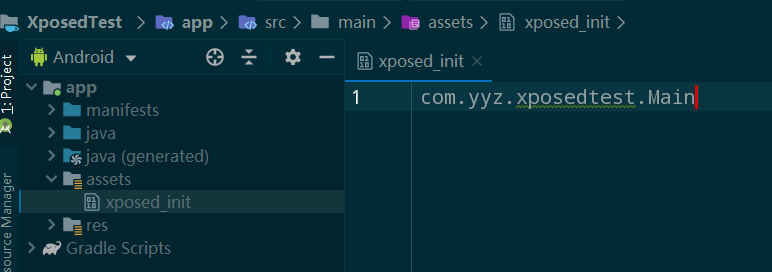 XposedTest app src main assets xposed_init
Android
xposed_init
1: Project
app
1 com.yyz.xposedtest.Main
manifests
java
java (generated)
assets
xposed_init
res
Gradle Scripts
source Manager